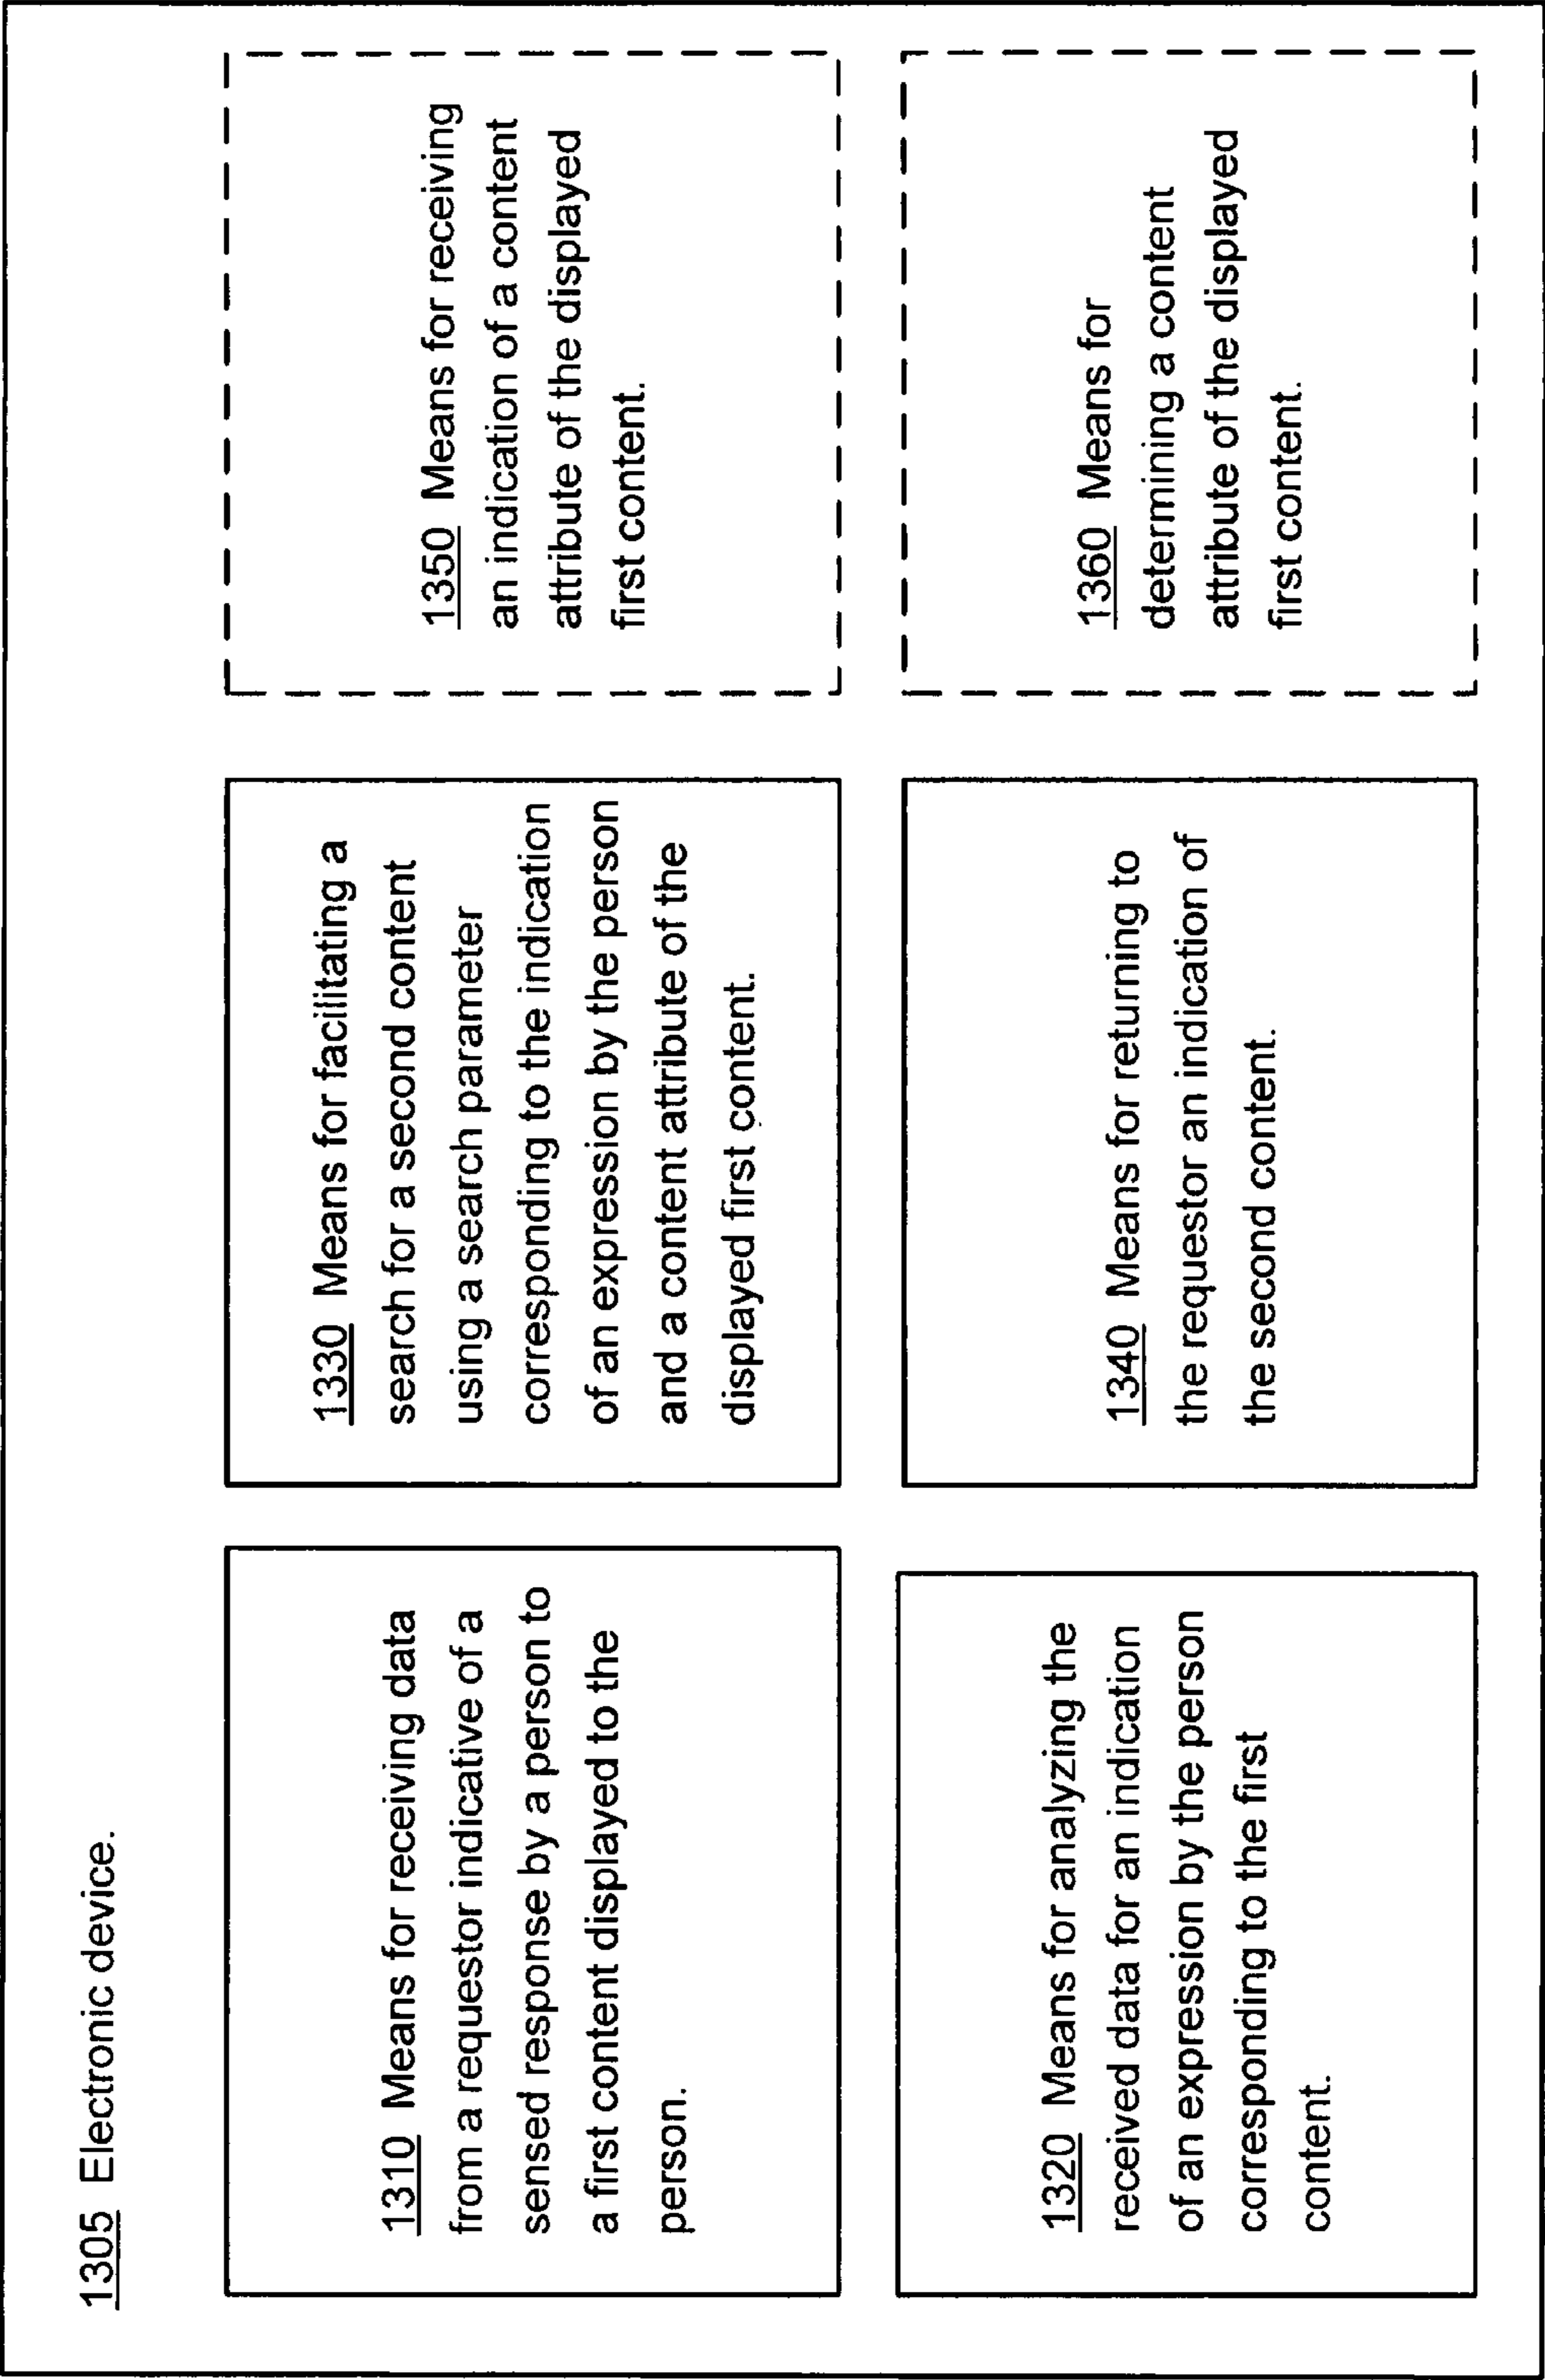 1305 Electronic device.
1310 Means for receiving data
from a requestor indicative of a
sensed response by a person to
a first content displayed to the
person.
1320 Means for analyzing the
received data for an indication
of an expression by the person
corresponding to the first
content.
1330 Means for facilitating a
search for a second content
using a search parameter
corresponding to the indication
of an expression by the person
and a content attribute of the
displayed first content.
1340 Means for returning to
the requestor an indication of
the second content.
1350 Means for receiving
an indication of a content
attribute of the displayed
first content.
1360 Means for
determining a content
attribute of the displayed
first content.